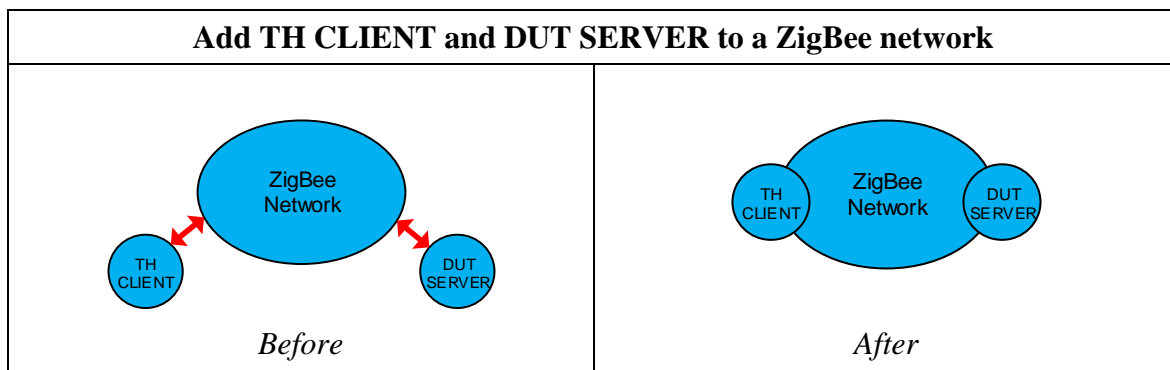 Add TH CLIENT and DUT SERVER to a ZigBee network
ZigBee
Network
TH
CLIENT
DUT
SERVER
Before
TH
CLIENT
ZigBee
Network
DUT
SERVER
After